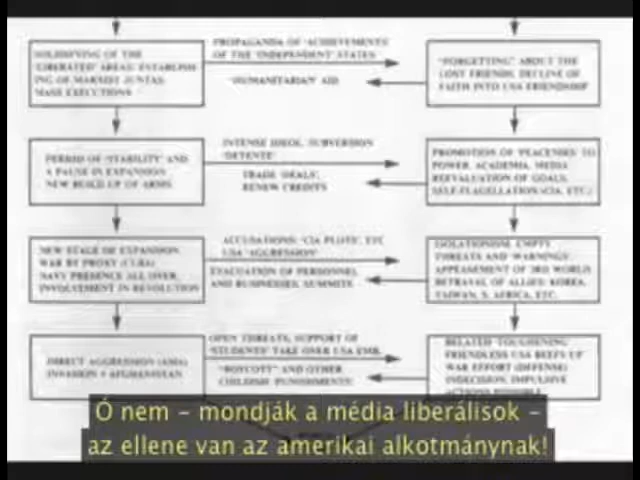 SOLIDIFYING OF THE
'LIBERATED' AREAS: ESTABLISH
ING OF MARXIST JUNTAS:
MASS EXECUTIONS
PROPAGANDA OF 'ACHIEVEMENTS
OF THE 'INDEPENDENT' STATES
'HUMANITARIAN' AID
'FORGETTING' ABOUT THE
LOST FRIENDS, DECLINE OF
FAITH INTO USA FRIENDSHIP
PERIOD OF 'STABILITY' AND
A PAUSE IN EXPANSION
NEW BUILD UP OF ARMS
INTENSE IDEOL. SUBVERSION
'DETENTE'
TRADE 'DEALS',
RENEW CREDITS
PROMOTION OF 'PEACENIKS' TO
POWER, ACADEMIA, MEDIA
REEVALUATION OF GOALS,
SELF-FLAGELLATION (CIA, ETC.)
NEW STAGE OF EXPANSION
WAR BY PROXY (CUBA)
NAVY PRESENCE ALL OVER,
INVOLVEMENT IN REVOLUTION
ACCUSATIONS: 'CIA PLOTS', ETC
USA 'AGGRESSION'
EVACUATION OF PERSONNEL
AND BUSINESSES, SUMMITS
ISOLATIONISM, EMPTY
THREATS AND 'WARNINGS'
APPEASEMENT OF 3RD WORLD
BETRAYAL OF ALLIES: KOREA,
TAIWAN, S. AFRICA, ETC.
DIRECT AGGRESSION (ASIA)
INVASION
OPEN THREATS, SUPPORT OF
'STUDENTS' TAKE OVER USA EMB.
'BOYCOTT' AND OTHER
CHILDISH 'PUNISHMENTS'
BELATED 'TOUGHENING'
FRIENDLESS USA BEEFS UP
WAR EFFORT (DEFENSE)
INDECISION, IMPULSIVE
ACTIONS POSSIBLE
Ó nem – mondják a média liberálisok –
az ellene van az amerikai alkotmánynak!